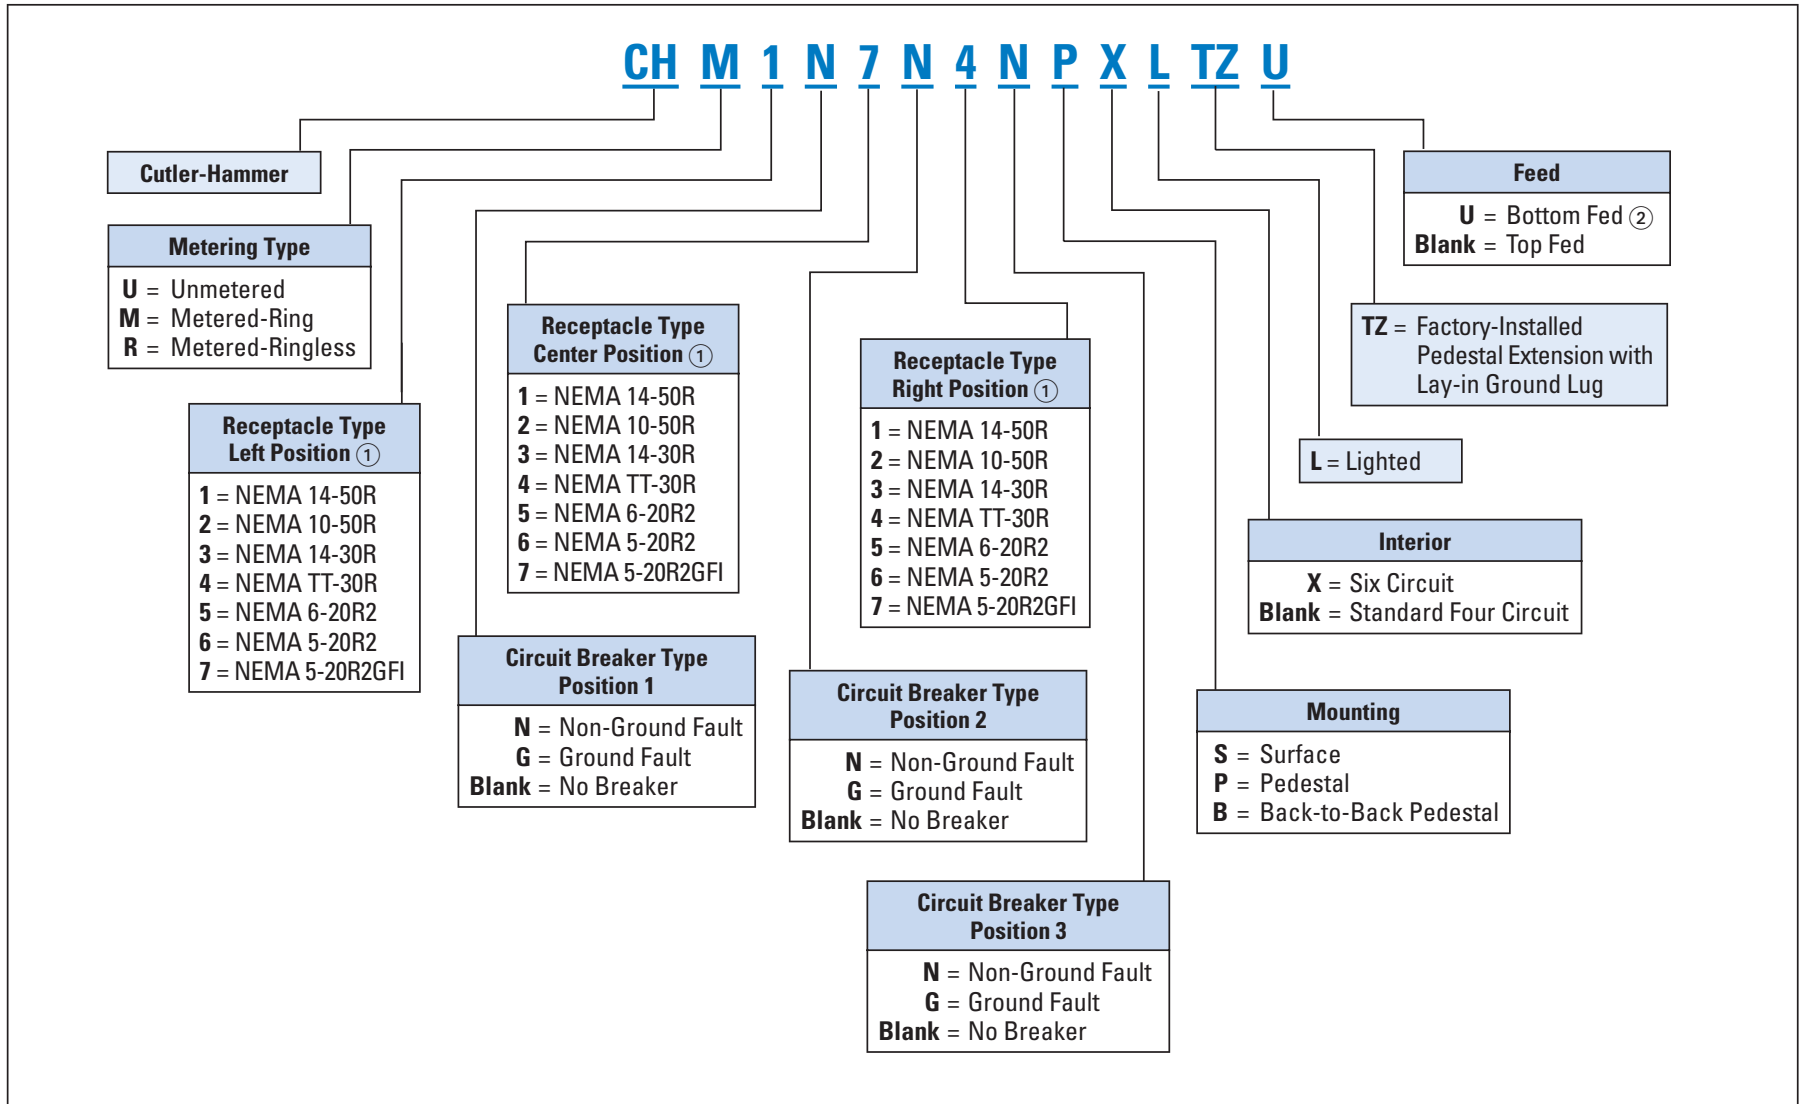 CH M 1 N 7 N 4 N P X L TZ U
Cutler-Hammer
Metering Type
U = Unmetered
M = Metered-Ring
R = Metered-Ringless
Receptacle Type
Left Position ①
1 = NEMA 14-50R
2 = NEMA 10-50R
3 = NEMA 14-30R
4 = NEMA TT-30R
5 = NEMA 6-20R2
6 = NEMA 5-20R2
7 = NEMA 5-20R2GFI
Circuit Breaker Type
Position 1
N = Non-Ground Fault
G = Ground Fault
Blank = No Breaker
Receptacle Type
Center Position ①
1 = NEMA 14-50R
2 = NEMA 10-50R
3 = NEMA 14-30R
4 = NEMA TT-30R
5 = NEMA 6-20R2
6 = NEMA 5-20R2
7 = NEMA 5-20R2GFI
Circuit Breaker Type
Position 2
N = Non-Ground Fault
G = Ground Fault
Blank = No Breaker
Receptacle Type
Right Position ①
1 = NEMA 14-50R
2 = NEMA 10-50R
3 = NEMA 14-30R
4 = NEMA TT-30R
5 = NEMA 6-20R2
6 = NEMA 5-20R2
7 = NEMA 5-20R2GFI
Circuit Breaker Type
Position 3
N = Non-Ground Fault
G = Ground Fault
Blank = No Breaker
Mounting
S = Surface
P = Pedestal
B = Back-to-Back Pedestal
Interior
X = Six Circuit
Blank = Standard Four Circuit
L = Lighted
TZ = Factory-Installed
Pedestal Extension with
Lay-in Ground Lug
Feed
U = Bottom Fed ②
Blank = Top Fed